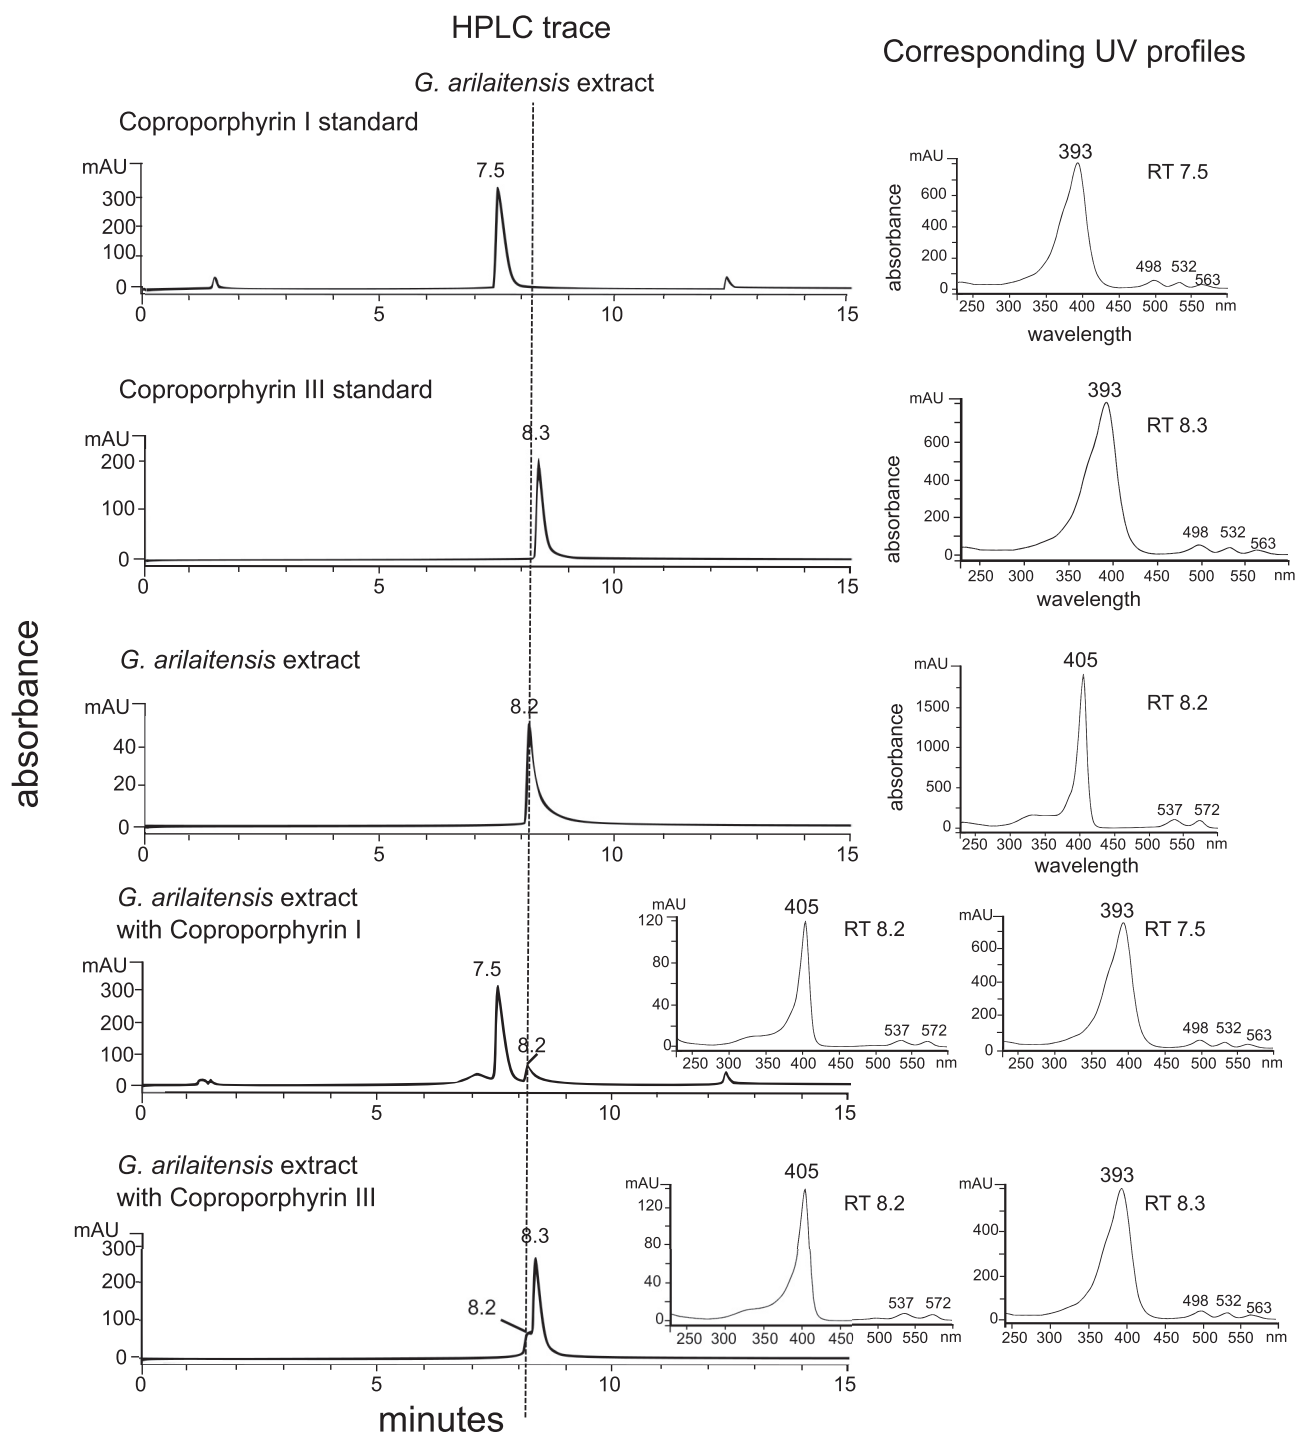 HPLC trace
Corresponding UV profiles
G. arilaitensis extract
Coproporphyrin I standard
mAU
7.5
300
200
100
0
0 5 10 15
mAU
393
RT 7.5
absorbance
600
400
200
0
498 532 563
250 300 350 400 450 500 550 nm
wavelength
Coproporphyrin III standard
mAU
8.3
200
100
0
0 5 10 15
mAU
393
RT 8.3
absorbance
600
400
200
0
498 532 563
250 300 350 400 450 500 550 nm
wavelength
absorbance
G. arilaitensis extract
mAU
8.2
40
20
0
0 5 10 15
mAU
405
RT 8.2
absorbance
1500
1000
500
0
537 572
250 300 350 400 450 500 550 nm
wavelength
G. arilaitensis extract
with Coproporphyrin I
mAU
7.5
8.2
300
200
100
0
0 5 10 15
mAU
405
RT 8.2
120
80
40
0
537 572
250 300 350 400 450 500 550 nm
mAU
393
RT 7.5
600
400
200
0
498 532 563
250 300 350 400 450 500 550 nm
G. arilaitensis extract
with Coproporphyrin III
mAU
8.3
8.2
300
200
100
0
0 5 10 15
mAU
405
RT 8.2
120
80
40
0
537 572
250 300 350 400 450 500 550 nm
mAU
393
RT 8.3
400
200
0
498 532 563
250 300 350 400 450 500 550 nm
minutes